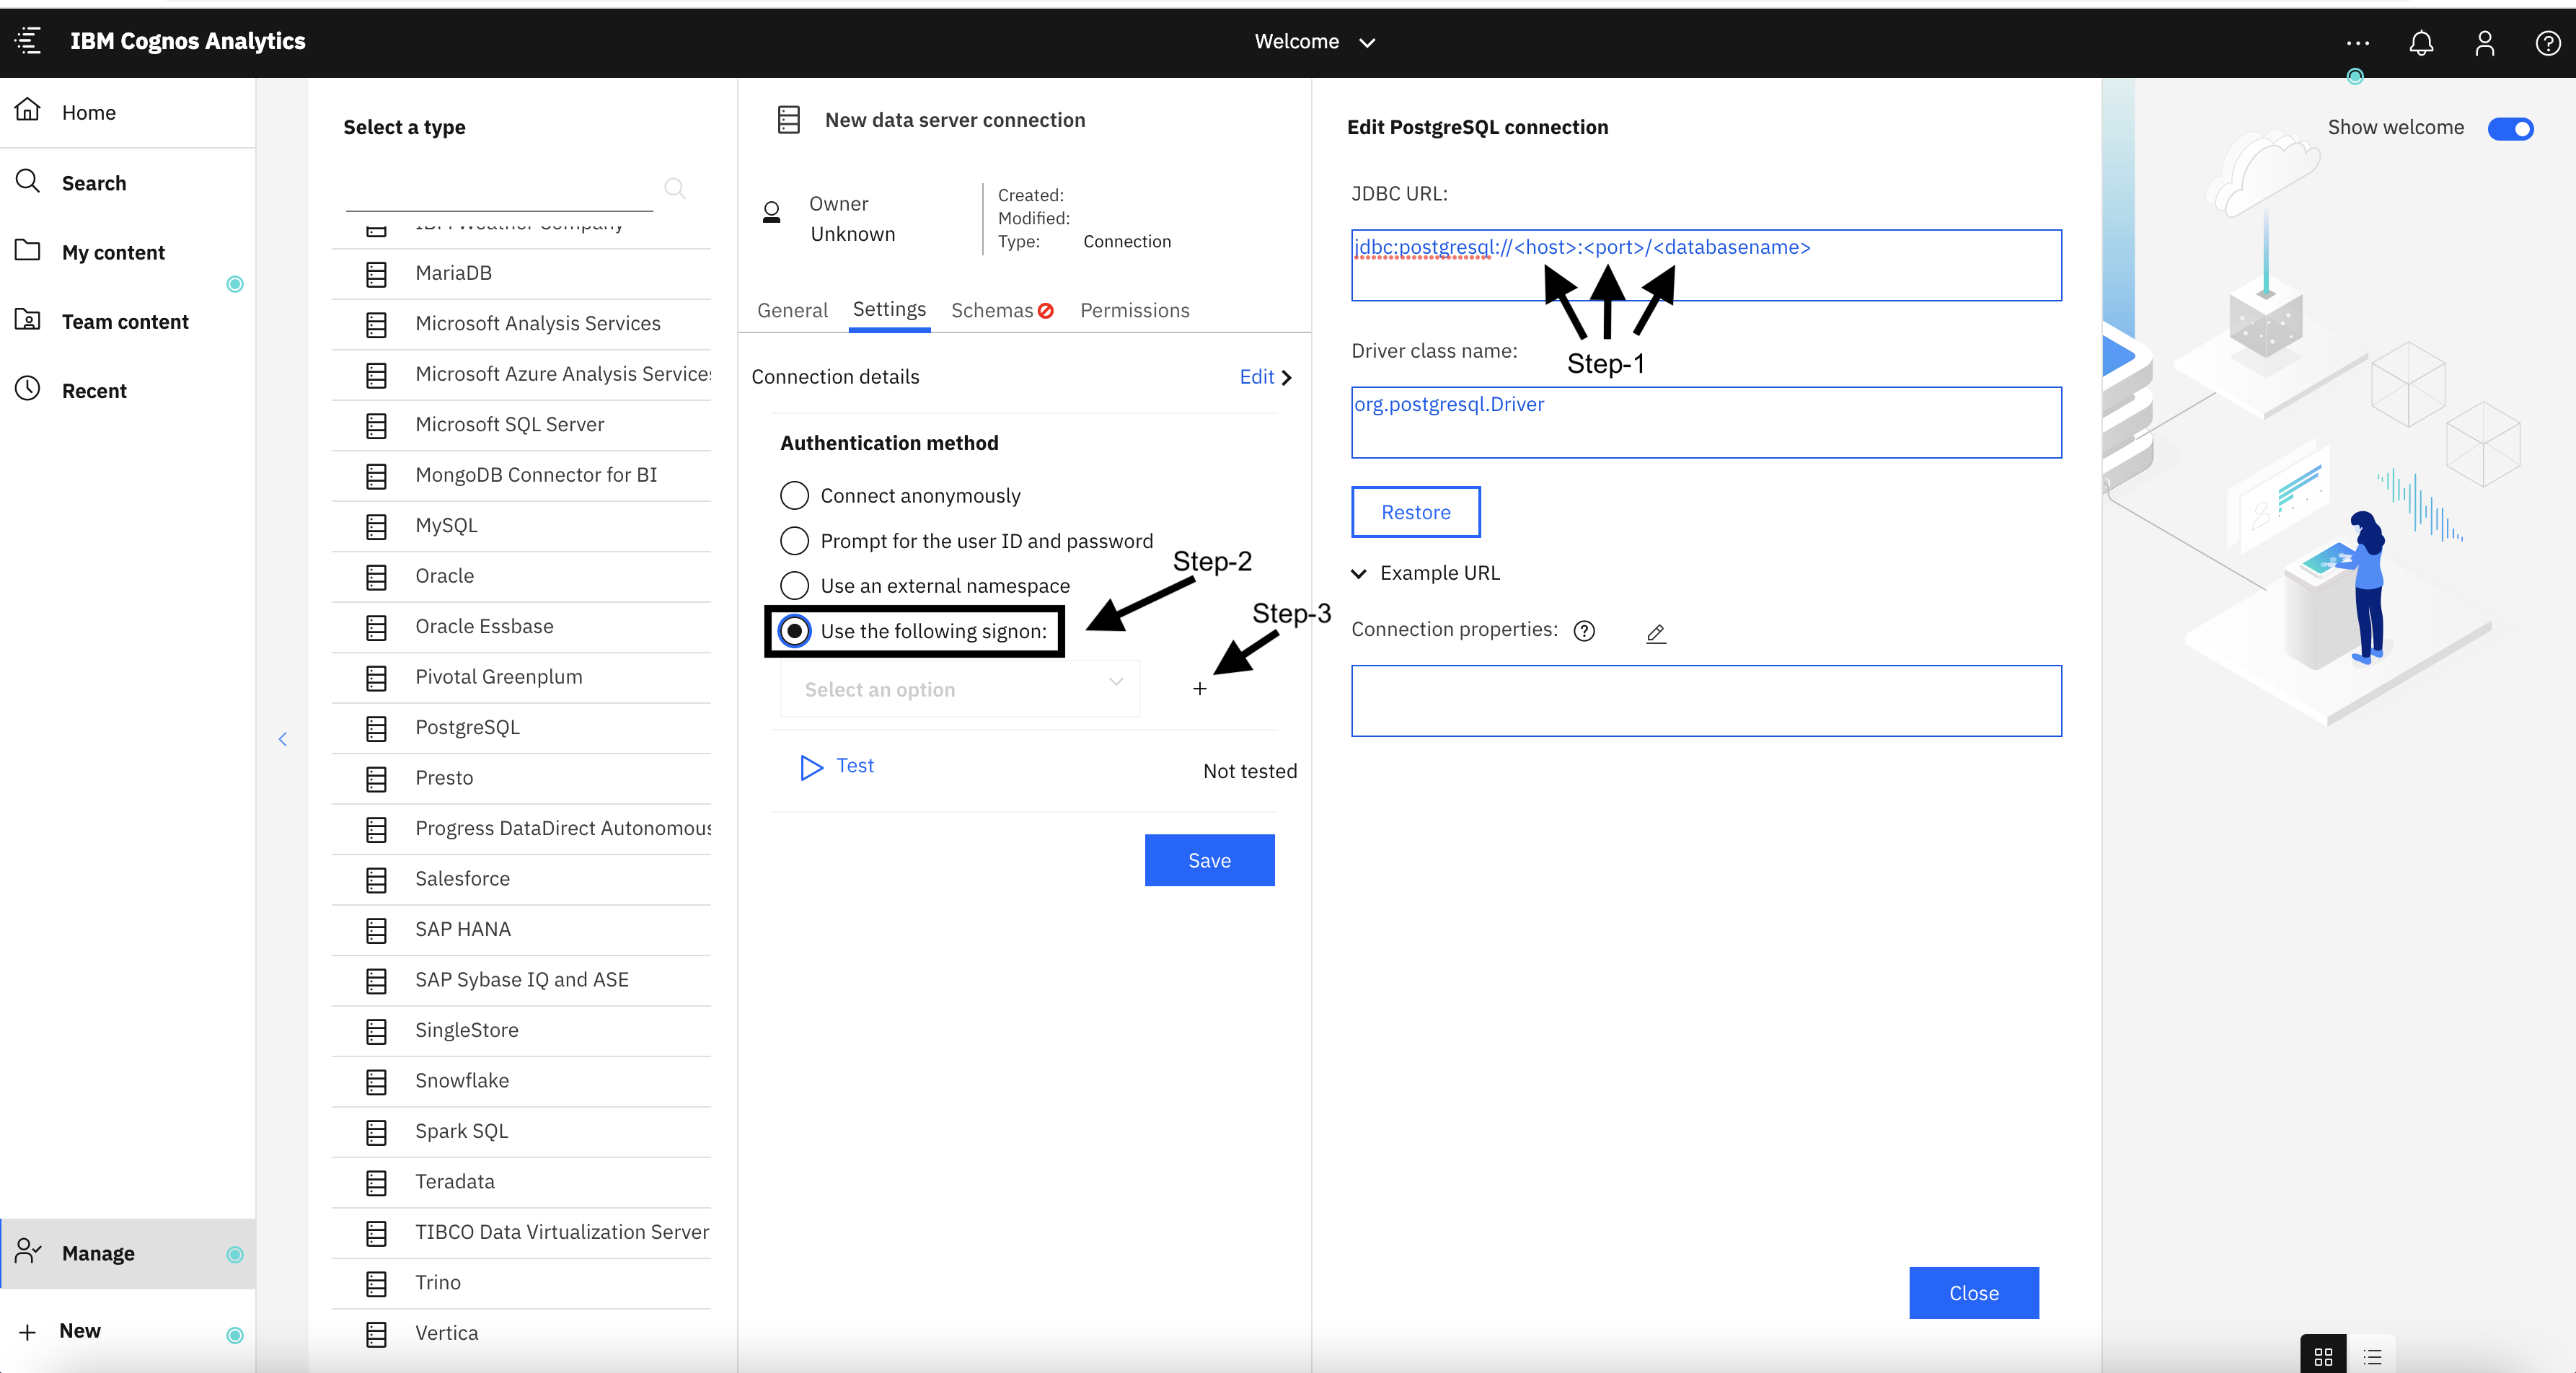 IBM Cognos Analytics
Welcome
Home
Search
My content
Team content
Recent
Manage
New
Select a type
IBM Weather Company
MariaDB
Microsoft Analysis Services
Microsoft Azure Analysis Services
Microsoft SQL Server
MongoDB Connector for BI
MySQL
Oracle
Oracle Essbase
Pivotal Greenplum
PostgreSQL
Presto
Progress DataDirect Autonomous
Salesforce
SAP HANA
SAP Sybase IQ and ASE
SingleStore
Snowflake
Spark SQL
Teradata
TIBCO Data Virtualization Server
Trino
Vertica
New data server connection
Owner
Unknown
Created:
Modified:
Type: Connection
General Settings Schemas Permissions
Connection details Edit
Authentication method
Connect anonymously
Prompt for the user ID and password
Step-2
Use an external namespace
Step-3
Use the following signon:
Select an option
Test
Not tested
Save
Edit PostgreSQL connection
JDBC URL:
jdbc:postgresql://<host>:<port>/<databasename>
Step-1
Driver class name:
org.postgresql.Driver
Restore
Example URL
Connection properties:
Close
Show welcome